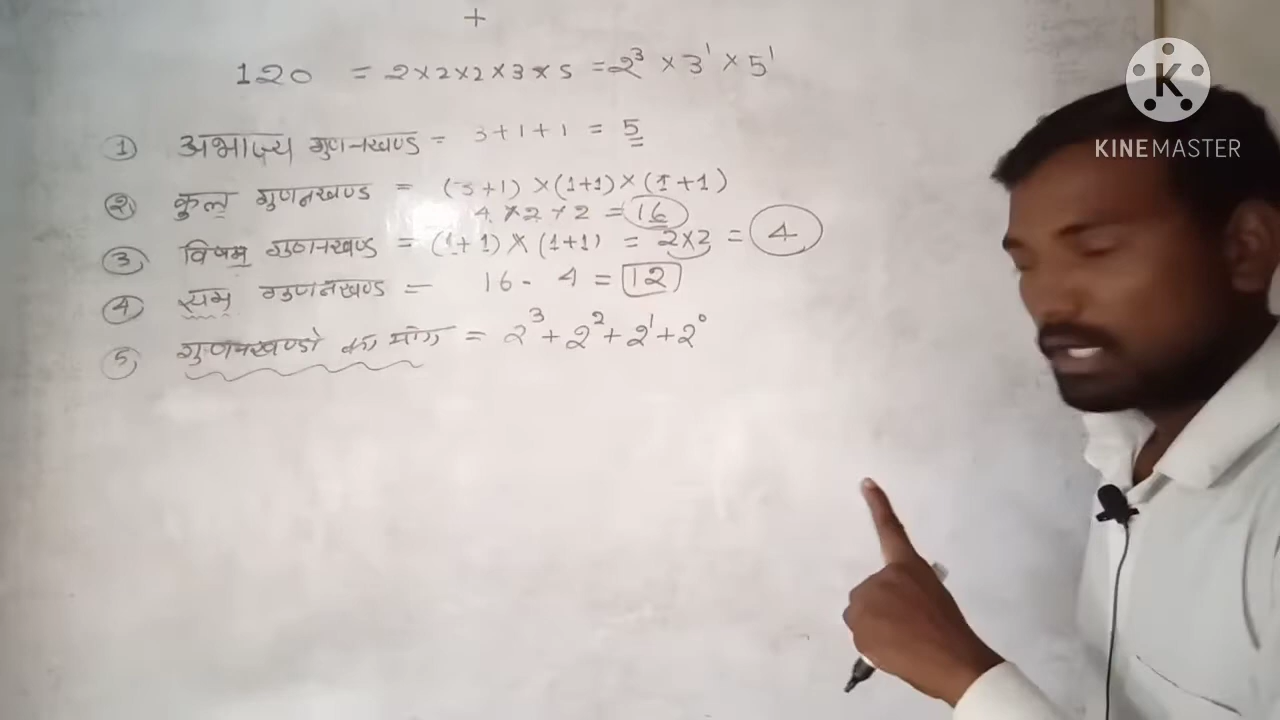 +
120 = 2×2×2×3×5 = 2³ × 3¹ × 5¹
① अभाज्य गुणनखण्ड = 3+1+1 = 5
② कुल गुणनखण्ड = (3+1) ×(1+1)×(1+1)
4 ×2 × 2 = 16
③ विषम गुणनखण्ड = (1+1) × (1+1) = 2×2 = 4
④ सम गुणनखण्ड = 16 - 4 = 12
⑤ गुणनखण्डो का योग = 2³ + 2² + 2¹ + 2⁰
K
KINEMASTER